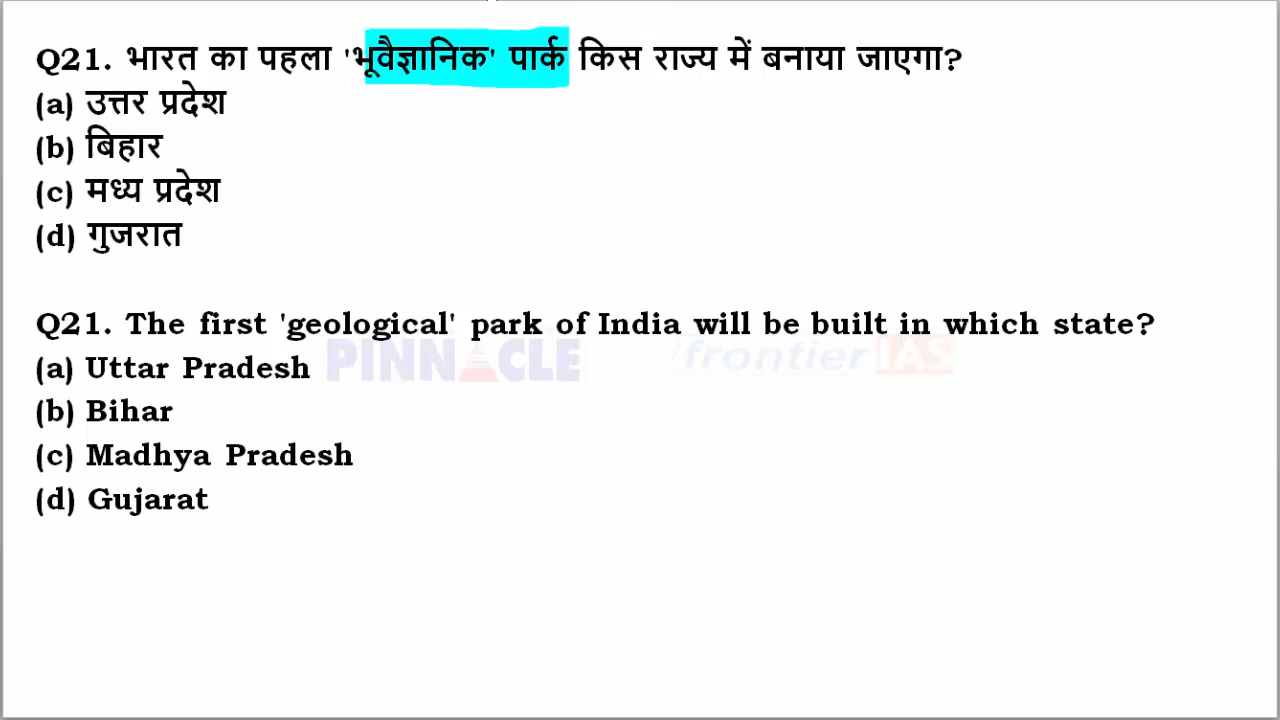 Q21. भारत का पहला 'भूवैज्ञानिक' पार्क किस राज्य में बनाया जाएगा?
(a) उत्तर प्रदेश
(b) बिहार
(c) मध्य प्रदेश
(d) गुजरात
Q21. The first 'geological' park of India will be built in which state?
PINNACLE frontier IAS
(a) Uttar Pradesh
(b) Bihar
(c) Madhya Pradesh
(d) Gujarat